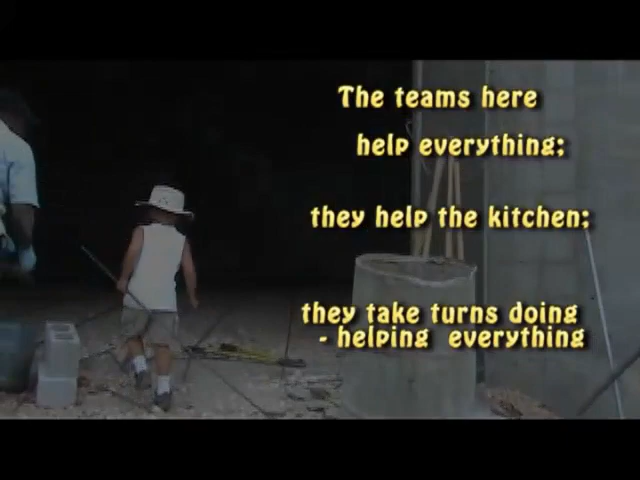 The teams here
help everything;
they help the kitchen;
they take turns doing
- helping everything